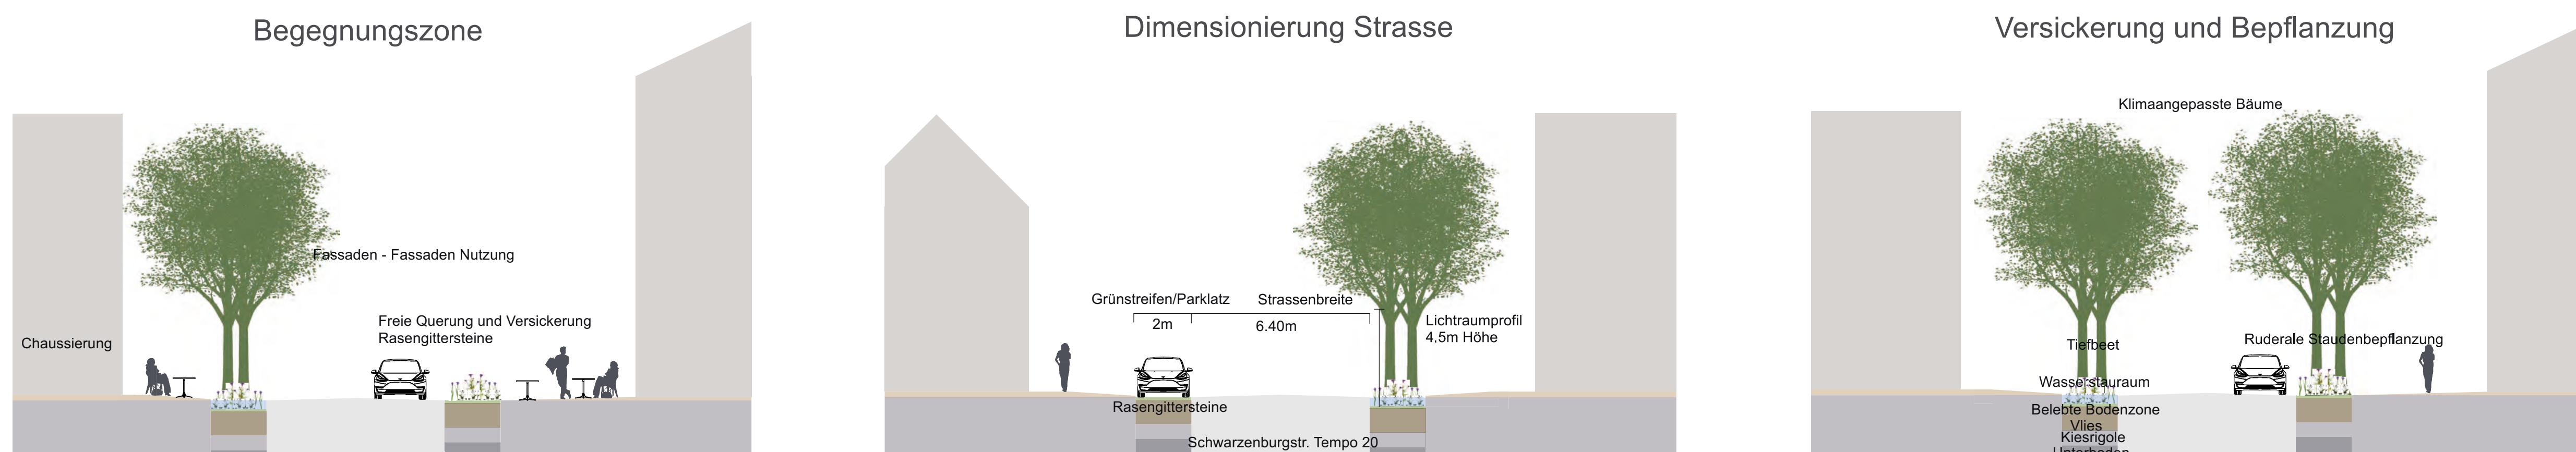 Begegnungszone
Fassaden - Fassaden Nutzung
Freie Querung und Versickerung
Rasengittersteine
Chaussierung
Dimensionierung Strasse
Grünstreifen/Parklatz
Strassenbreite
2m
6.40m
Lichtraumprofil
4.5m Höhe
Rasengittersteine
Schwarzenburgstr. Tempo 20
Versickerung und Bepflanzung
Klimaangepasste Bäume
Tiefbeet
Ruderale Staudenbepflanzung
Wasserstauraum
Belebte Bodenzone
Vlies
Kiesrigole
Unterboden